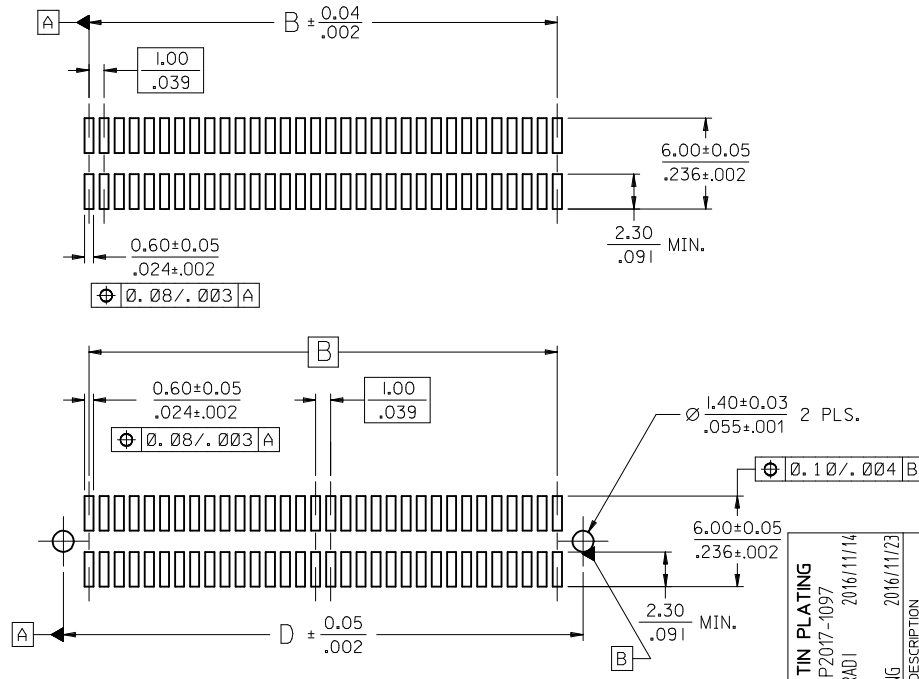 A
B ± 0.04
.002
1.00
.039
6.00±0.05
.236±.002
2.30
.091 MIN.
0.60±0.05
.024±.002
⌖ 0.08/.003 A
B
0.60±0.05
.024±.002
1.00
.039
⌖ 0.08/.003 A
Ø 1.40±0.03
.055±.001 2 PLS.
⌖ 0.10/.004 B
6.00±0.05
.236±.002
2.30
.091 MIN.
A
D ± 0.05
.002
B
TIN PLATING
P2017-1097
2016/11/14
2016/11/23
DESCRIPTION